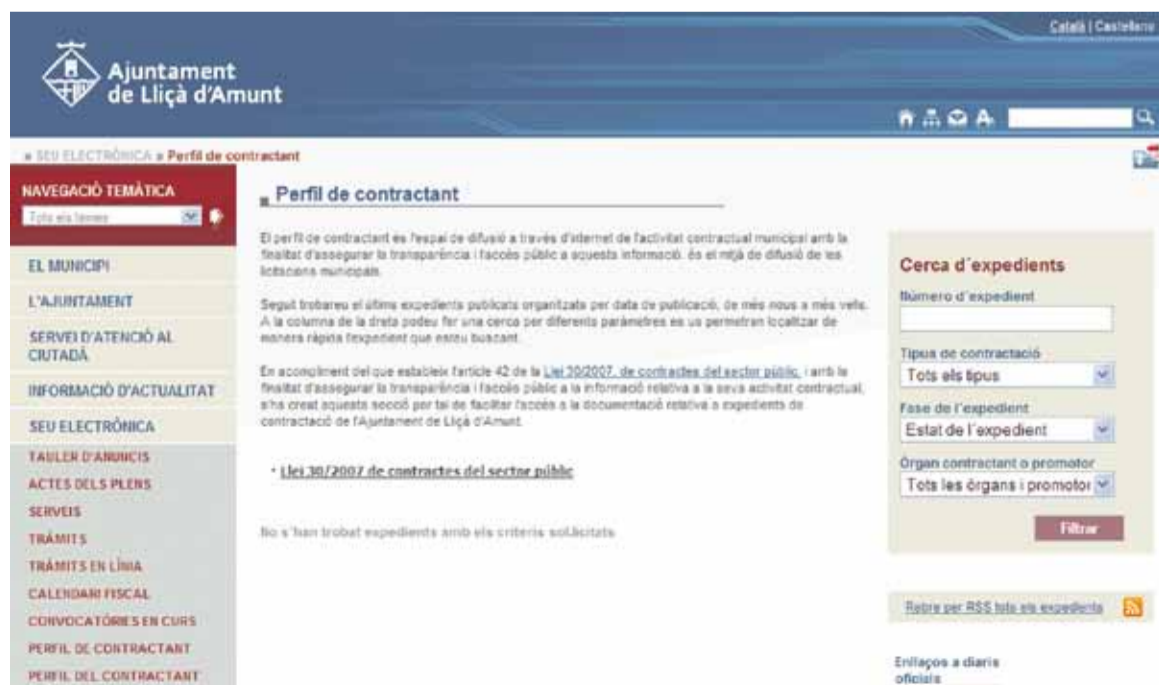 Català | Castellano
Ajuntament
de Lliçà d'Amunt
» SEU ELECTRÒNICA » Perfil de contractant
NAVEGACIÓ TEMÀTICA
Tots els temes
EL MUNICIPI
L'AJUNTAMENT
SERVEI D'ATENCIÓ AL
CIUTADÀ
INFORMACIÓ D'ACTUALITAT
SEU ELECTRÒNICA
TAULER D'ANUNCIS
ACTES DELS PLENS
SERVEIS
TRÀMITS
TRÀMITS EN LÍNIA
CALENDARI FISCAL
CONVOCATÒRIES EN CURS
PERFIL DE CONTRACTANT
PERFIL DEL CONTRACTANT
Perfil de contractant
El perfil de contractant és l'espai de difusió a través d'internet de l'activitat contractual municipal amb la
finalitat d'assegurar la transparència i l'accés públic a aquesta informació. és el mitjà de difusió de les
licitacions municipals.
Segut trobareu el últims expedients publicats organitzats per data de publicació, de més nous a més vells.
A la columna de la dreta podeu fer una cerca per diferents paràmetres es us permetran localitzar de
manera ràpida l'expedient que esteu buscant.
En acompliment del que estableix l'article 42 de la Llei 30/2007, de contractes del sector públic, i amb la
finalitat d'assegurar la transparència i l'accés públic a la informació relativa a la seva activitat contractual,
s'ha creat aquesta secció per tal de facilitar l'accés a la documentació relativa a expedients de
contractació de l'Ajuntament de Lliçà d'Amunt.
· Llei 30/2007 de contractes del sector públic
No s'han trobat expedients amb els criteris sol.licitats
Cerca d´expedients
Número d'expedient
Tipus de contractació
Tots els tipus
Fase de l'expedient
Estat de l´expedient
Òrgan contractant o promotor
Tots les òrgans i promotor
Filtrar
Rebre per RSS tots els expedients
Enllaços a diaris
oficials